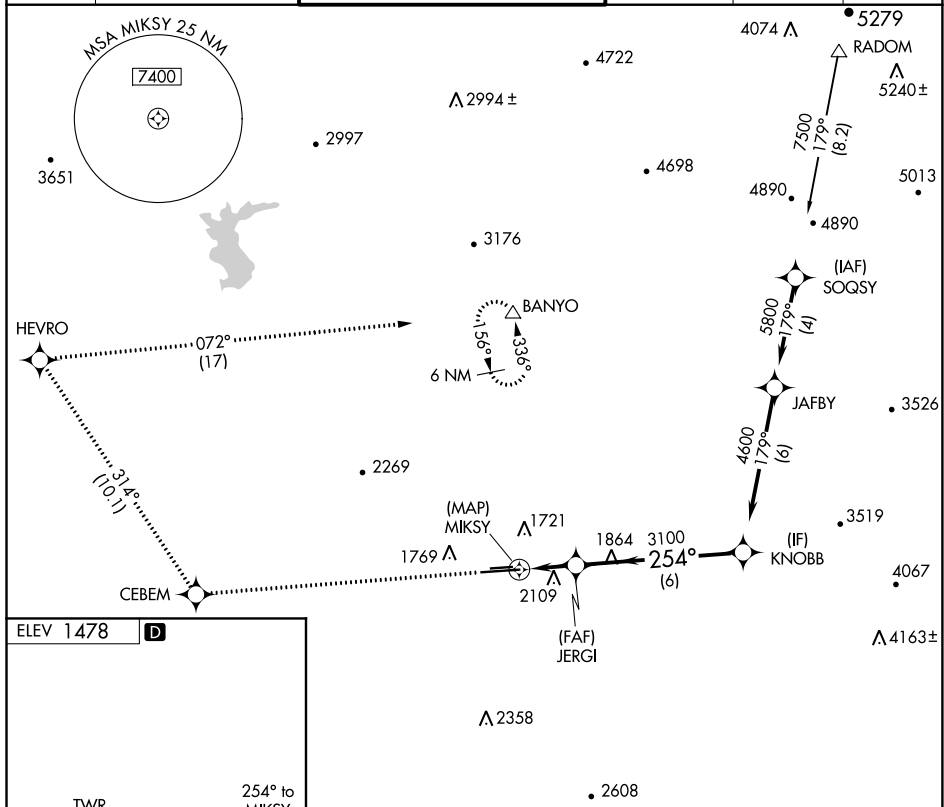 MSA MIKSY 25 NM
7400
4074
5279
RADOM
5240±
4722
2994±
2997
3651
7500
179°
(8.2)
4698
4890
4890
5013
3176
(IAF)
SOQSY
BANYO
156°
336°
6 NM
HEVRO
072°
(17)
5800
179°
(4)
JAFBY
3526
4600
179°
(6)
314°
(10.1)
2269
(MAP)
MIKSY
1721
1769
1864
3100
254°
(6)
3519
(IF)
KNOBB
4067
CEBEM
2109
(FAF)
JERGI
4163±
ELEV 1478
D
2358
2608
254° to
MIKSY
TWR